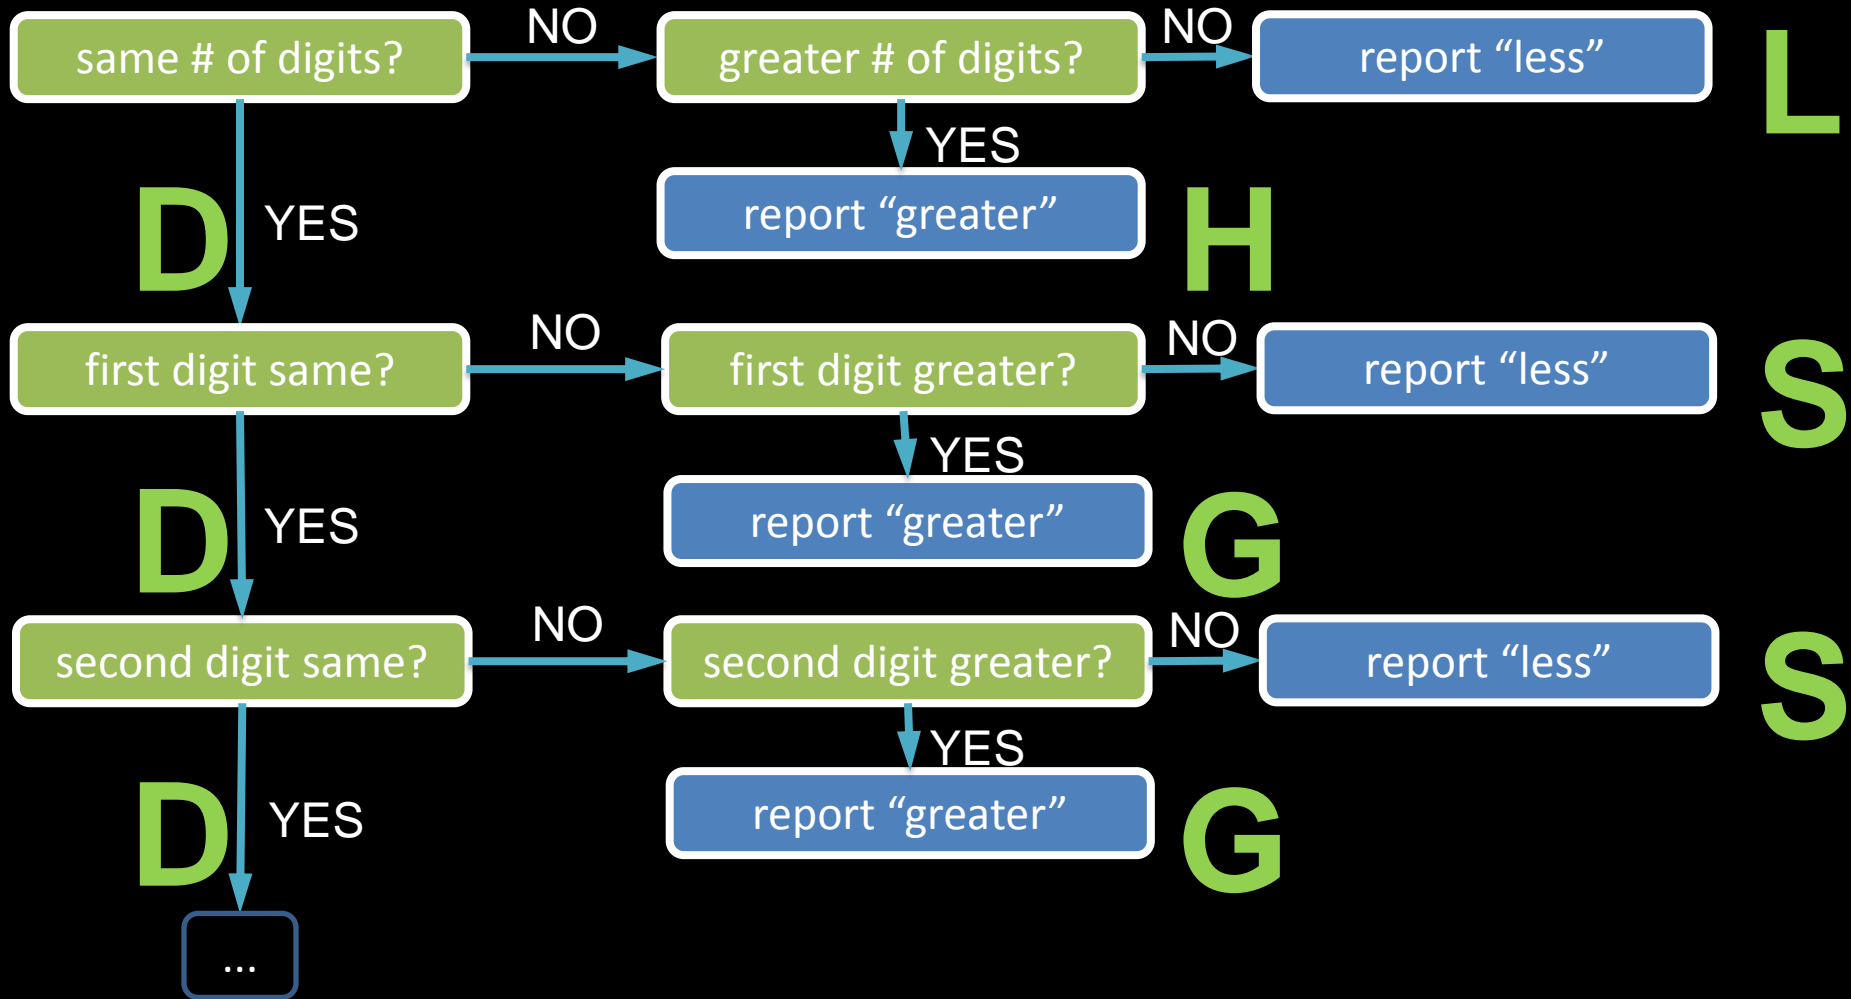 same # of digits?
NO
greater # of digits?
NO
report “less”
L
YES
report “greater”
H
D
YES
first digit same?
NO
first digit greater?
NO
report “less”
S
YES
report “greater”
G
D
YES
second digit same?
NO
second digit greater?
NO
report “less”
S
YES
report “greater”
G
D
YES
...